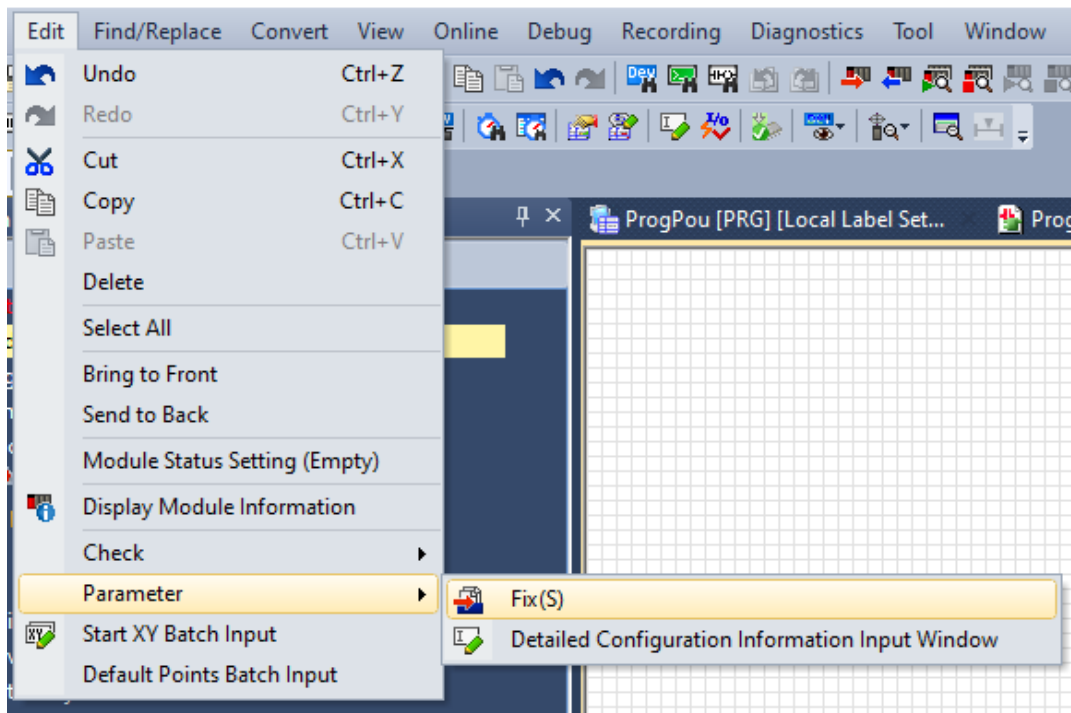 Edit Find/Replace Convert View Online Debug Recording Diagnostics Tool Window
Undo Ctrl+Z
Redo Ctrl+Y
Cut Ctrl+X
Copy Ctrl+C
Paste Ctrl+V
Delete
Select All
Bring to Front
Send to Back
Module Status Setting (Empty)
Display Module Information
Check
Parameter
Start XY Batch Input
Default Points Batch Input
Fix(S)
Detailed Configuration Information Input Window
ProgPou [PRG] [Local Label Set... Prog